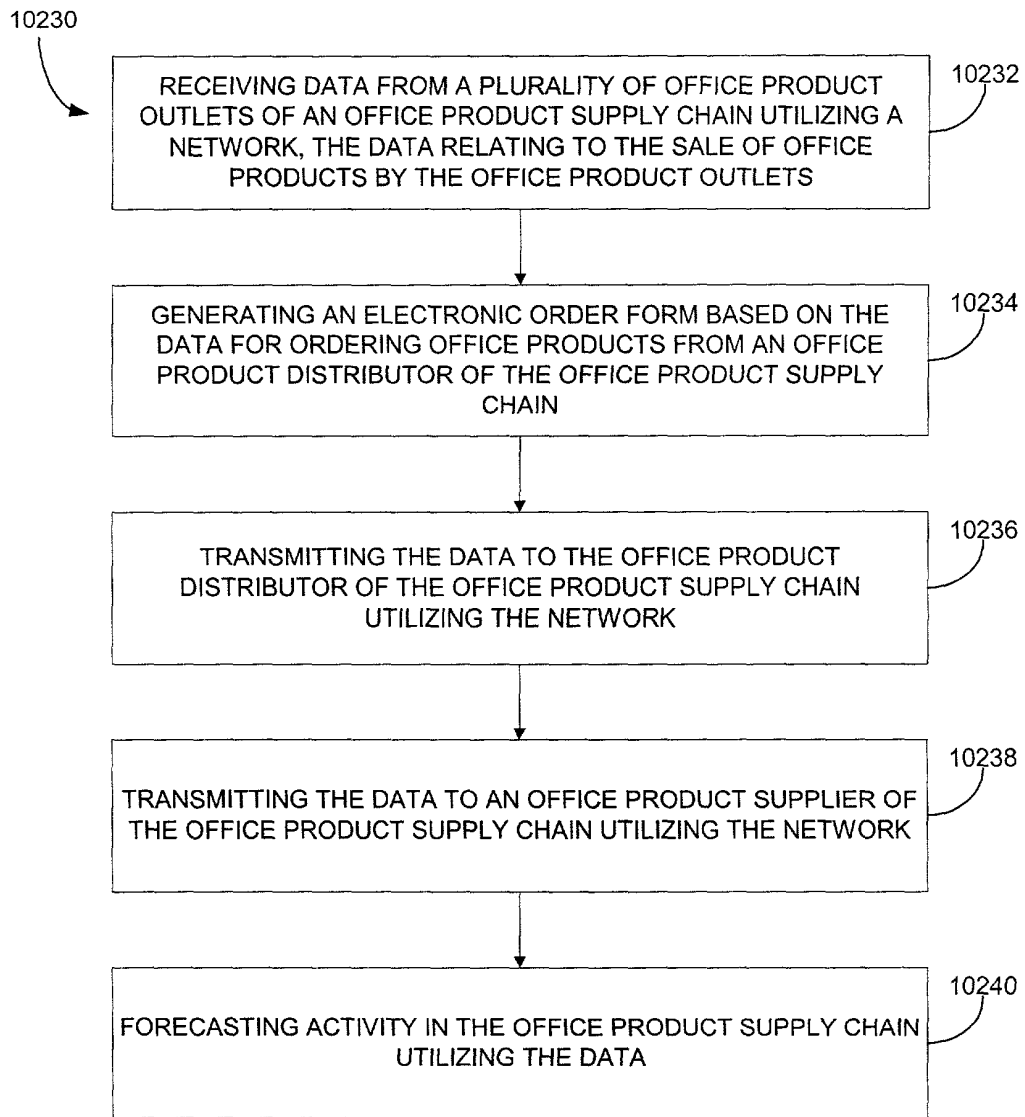 10230
RECEIVING DATA FROM A PLURALITY OF OFFICE PRODUCT
OUTLETS OF AN OFFICE PRODUCT SUPPLY CHAIN UTILIZING A
NETWORK, THE DATA RELATING TO THE SALE OF OFFICE
PRODUCTS BY THE OFFICE PRODUCT OUTLETS
10232
GENERATING AN ELECTRONIC ORDER FORM BASED ON THE
DATA FOR ORDERING OFFICE PRODUCTS FROM AN OFFICE
PRODUCT DISTRIBUTOR OF THE OFFICE PRODUCT SUPPLY
CHAIN
10234
TRANSMITTING THE DATA TO THE OFFICE PRODUCT
DISTRIBUTOR OF THE OFFICE PRODUCT SUPPLY CHAIN
UTILIZING THE NETWORK
10236
TRANSMITTING THE DATA TO AN OFFICE PRODUCT SUPPLIER OF
THE OFFICE PRODUCT SUPPLY CHAIN UTILIZING THE NETWORK
10238
FORECASTING ACTIVITY IN THE OFFICE PRODUCT SUPPLY CHAIN
UTILIZING THE DATA
10240